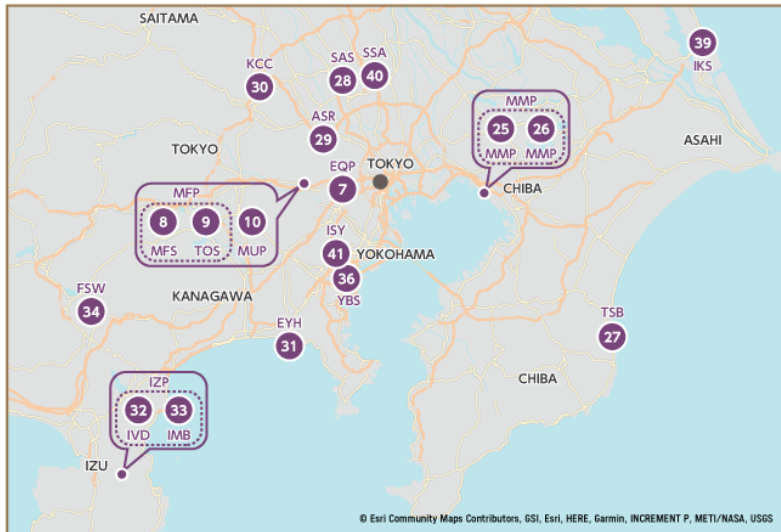 SAITAMA
39
IKS
KCC
30
SAS
28
SSA
40
ASR
29
MMP
25
26
MMP
MMP
ASAHI
TOKYO
TOKYO
EQP
7
CHIBA
MFP
8
9
10
MFS
TOS
MUP
ISY
41
YOKOHAMA
36
YBS
FSW
34
KANAGAWA
EYH
31
TSB
27
CHIBA
IZP
32
33
IVD
IMB
IZU
© Esri Community Maps Contributors, GSI, Esri, HERE, Garmin, INCREMENT P, METI/NASA, USGS